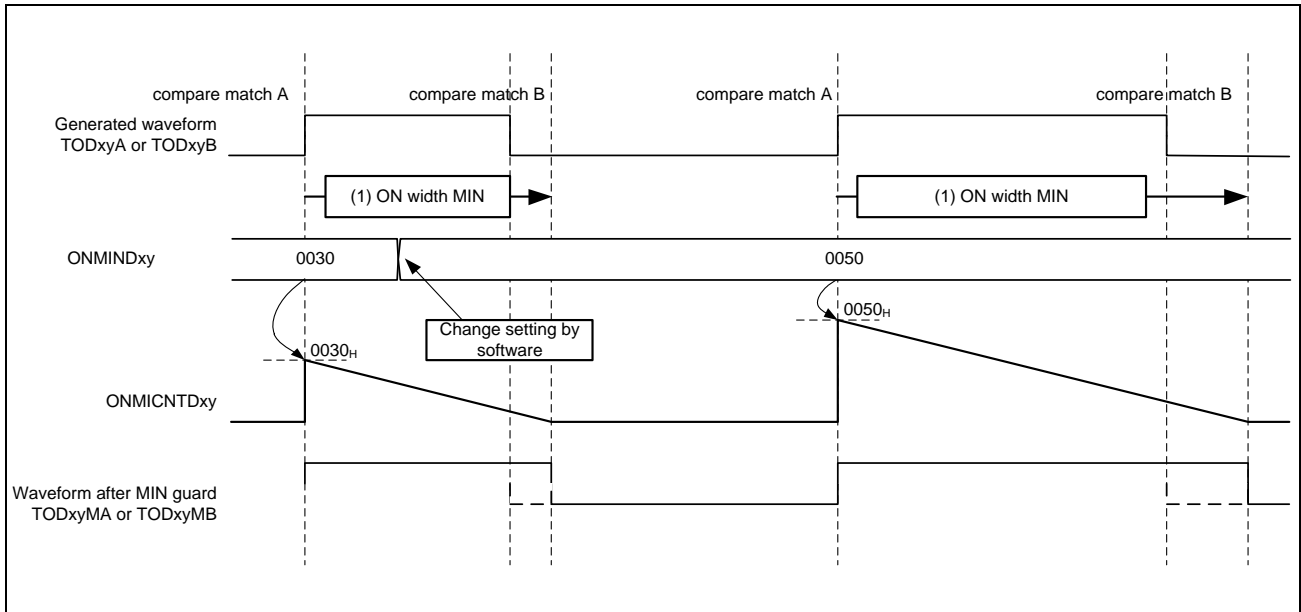 compare match A
compare match B
compare match A
compare match B
Generated waveform
TODxyA or TODxyB
(1) ON width MIN
(1) ON width MIN
ONMINDxy
0030
0050
Change setting by
software
0030H
0050H
ONMICNTDxy
Waveform after MIN guard
TODxyMA or TODxyMB